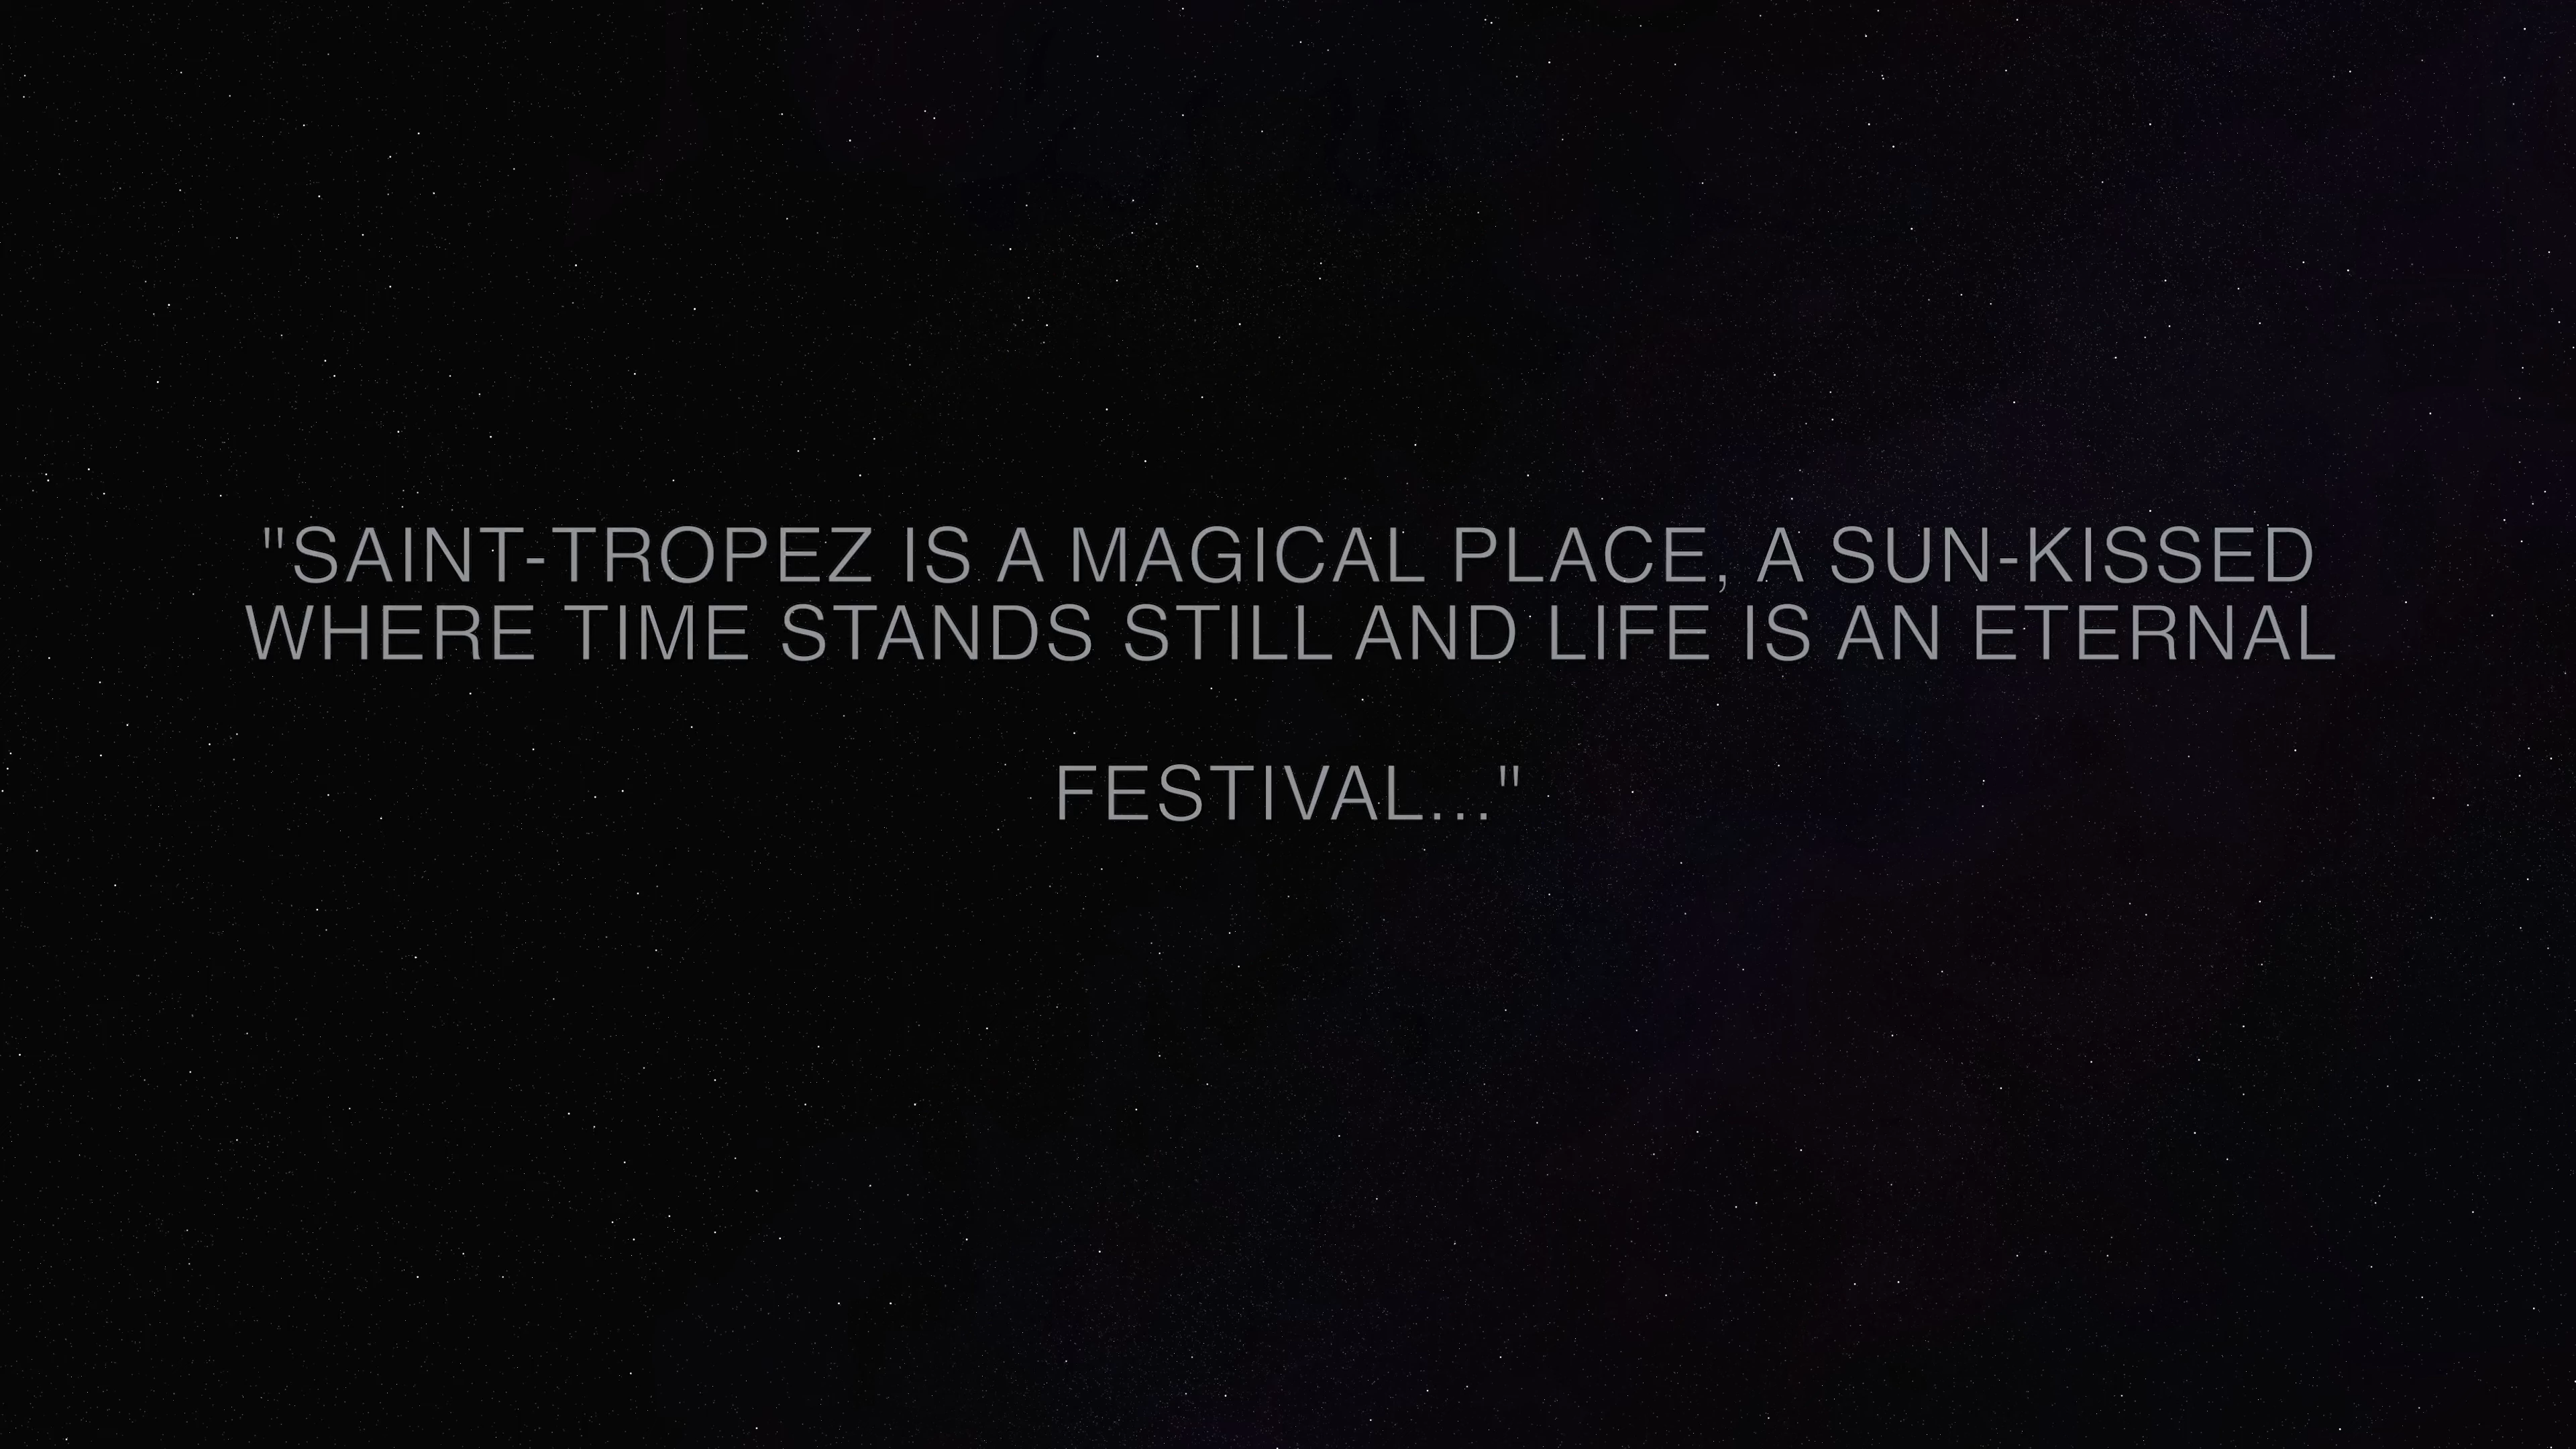 "SAINT-TROPEZ IS A MAGICAL PLACE, A SUN-KISSED
WHERE TIME STANDS STILL AND LIFE IS AN ETERNAL
FESTIVAL..."